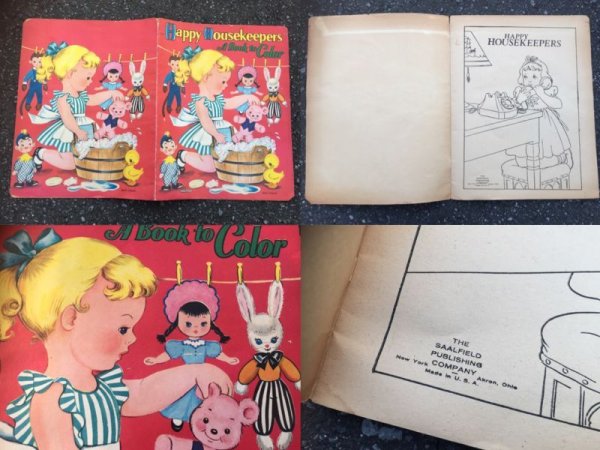 Happy Housekeepers
A Book to Color
HAPPY
HOUSEKEEPERS
A Book to Color
THE
SAALFIELD
PUBLISHING
COMPANY
New York Akron, Ohio
Made in U. S. A.